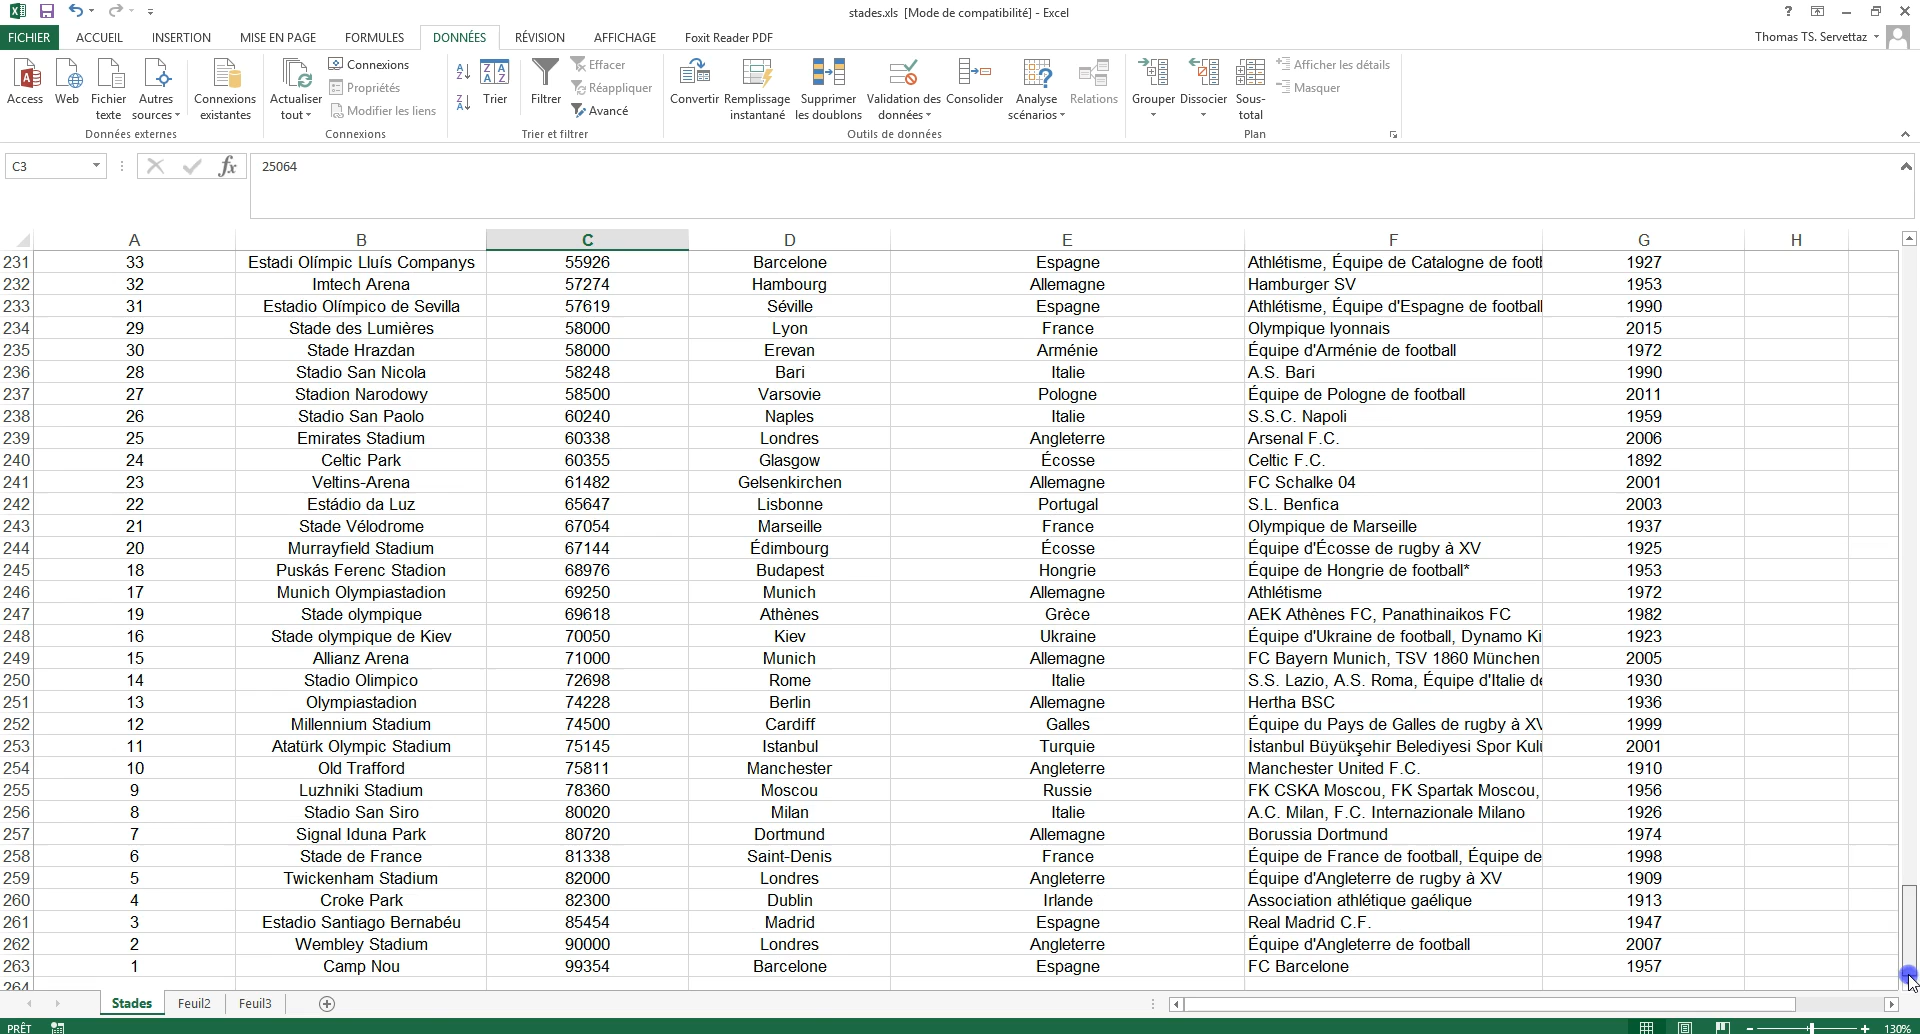 stades.xls [Mode de compatibilité] - Excel
FICHIER ACCUEIL INSERTION MISE EN PAGE FORMULES DONNÉES RÉVISION AFFICHAGE Foxit Reader PDF Thomas TS. Servettaz
Access Web Fichier texte Autres sources Connexions existantes
Données externes
Actualiser tout Connexions Propriétés Modifier les liens
Connexions
Trier Filtrer Effacer Réappliquer Avancé
Trier et filtrer
Convertir Remplissage instantané Supprimer les doublons Validation des données Consolider Analyse scénarios Relations
Outils de données
Grouper Dissocier Sous-total Afficher les détails Masquer
Plan
C3 fx 25064
A B C D E F G H
231 33 Estadi Olímpic Lluís Companys 55926 Barcelone Espagne Athlétisme, Équipe de Catalogne de footb 1927
232 32 Imtech Arena 57274 Hambourg Allemagne Hamburger SV 1953
233 31 Estadio Olímpico de Sevilla 57619 Séville Espagne Athlétisme, Équipe d'Espagne de football 1990
234 29 Stade des Lumières 58000 Lyon France Olympique lyonnais 2015
235 30 Stade Hrazdan 58000 Erevan Arménie Équipe d'Arménie de football 1972
236 28 Stadio San Nicola 58248 Bari Italie A.S. Bari 1990
237 27 Stadion Narodowy 58500 Varsovie Pologne Équipe de Pologne de football 2011
238 26 Stadio San Paolo 60240 Naples Italie S.S.C. Napoli 1959
239 25 Emirates Stadium 60338 Londres Angleterre Arsenal F.C. 2006
240 24 Celtic Park 60355 Glasgow Écosse Celtic F.C. 1892
241 23 Veltins-Arena 61482 Gelsenkirchen Allemagne FC Schalke 04 2001
242 22 Estádio da Luz 65647 Lisbonne Portugal S.L. Benfica 2003
243 21 Stade Vélodrome 67054 Marseille France Olympique de Marseille 1937
244 20 Murrayfield Stadium 67144 Édimbourg Écosse Équipe d'Écosse de rugby à XV 1925
245 18 Puskás Ferenc Stadion 68976 Budapest Hongrie Équipe de Hongrie de football* 1953
246 17 Munich Olympiastadion 69250 Munich Allemagne Athlétisme 1972
247 19 Stade olympique 69618 Athènes Grèce AEK Athènes FC, Panathinaikos FC 1982
248 16 Stade olympique de Kiev 70050 Kiev Ukraine Équipe d'Ukraine de football, Dynamo Ki 1923
249 15 Allianz Arena 71000 Munich Allemagne FC Bayern Munich, TSV 1860 München 2005
250 14 Stadio Olimpico 72698 Rome Italie S.S. Lazio, A.S. Roma, Équipe d'Italie de 1930
251 13 Olympiastadion 74228 Berlin Allemagne Hertha BSC 1936
252 12 Millennium Stadium 74500 Cardiff Galles Équipe du Pays de Galles de rugby à XV 1999
253 11 Atatürk Olympic Stadium 75145 Istanbul Turquie İstanbul Büyükşehir Belediyesi Spor Kulü 2001
254 10 Old Trafford 75811 Manchester Angleterre Manchester United F.C. 1910
255 9 Luzhniki Stadium 78360 Moscou Russie FK CSKA Moscou, FK Spartak Moscou, 1956
256 8 Stadio San Siro 80020 Milan Italie A.C. Milan, F.C. Internazionale Milano 1926
257 7 Signal Iduna Park 80720 Dortmund Allemagne Borussia Dortmund 1974
258 6 Stade de France 81338 Saint-Denis France Équipe de France de football, Équipe de 1998
259 5 Twickenham Stadium 82000 Londres Angleterre Équipe d'Angleterre de rugby à XV 1909
260 4 Croke Park 82300 Dublin Irlande Association athlétique gaélique 1913
261 3 Estadio Santiago Bernabéu 85454 Madrid Espagne Real Madrid C.F. 1947
262 2 Wembley Stadium 90000 Londres Angleterre Équipe d'Angleterre de football 2007
263 1 Camp Nou 99354 Barcelone Espagne FC Barcelone 1957
264
Stades Feuil2 Feuil3
PRÊT 130%